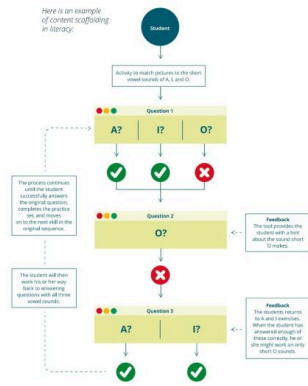 Here is an example
of content scaffolding
in literacy:
Student
Activity to match pictures to the short
vowel sounds of A, I, and O.
Question 1
A?
I?
O?
The process continues
until the student
successfully answers
the original question,
completes the practice
set, and moves
on to the next skill in the
original sequence.
Question 2
O?
Feedback
The tool provides the
student with a hint
about the sound short
O makes.
The student will then
work his or her way
back to answering
questions with all three
vowel sounds.
Question 3
A?
I?
Feedback
The students returns
to A and I exercises.
When the student has
answered enough of
these correctly, he or
she might work on only
short O sounds.